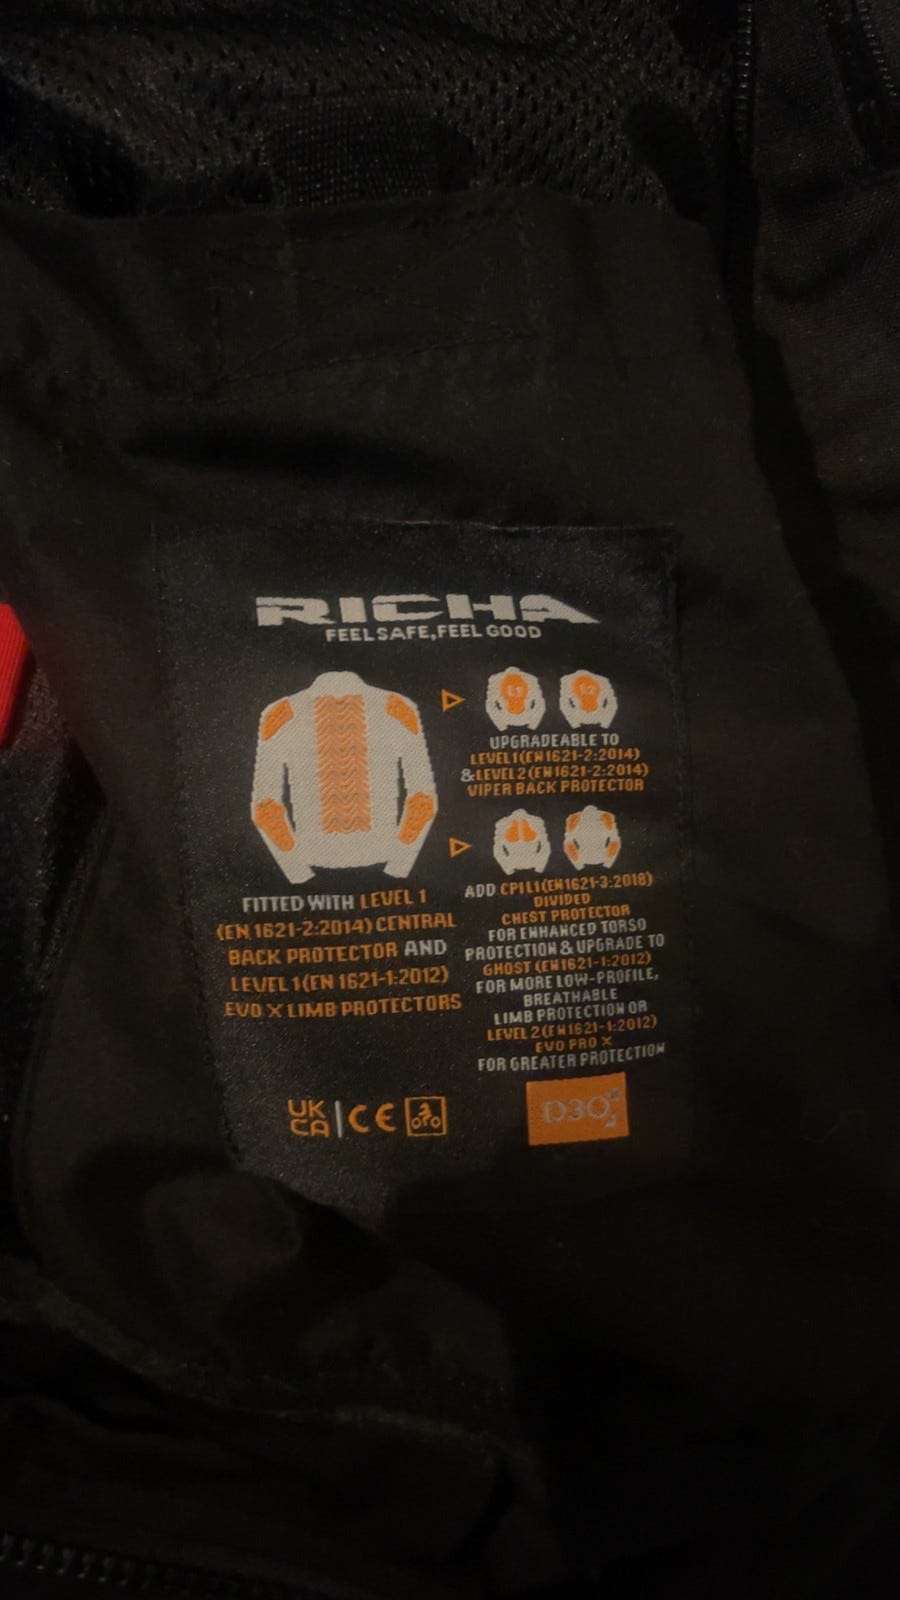 RICHA
FEEL SAFE, FEEL GOOD
FITTED WITH LEVEL 1
(EN 1621-2:2014) CENTRAL
BACK PROTECTOR AND
LEVEL 1 (EN 1621-1:2012)
EVO X LIMB PROTECTORS
UK
CA
CE
L1
L2
UPGRADEABLE TO
LEVEL 1 (EN 1621-2:2014)
& LEVEL 2 (EN 1621-2:2014)
VIPER BACK PROTECTOR
ADD CP1 L1 (EN 1621-3:2018)
DIVIDED
CHEST PROTECTOR
FOR ENHANCED TORSO
PROTECTION & UPGRADE TO
GHOST (EN 1621-1:2012)
FOR MORE LOW-PROFILE,
BREATHABLE
LIMB PROTECTION OR
LEVEL 2 (EN 1621-1:2012)
EVO PRO X
FOR GREATER PROTECTION
D3O